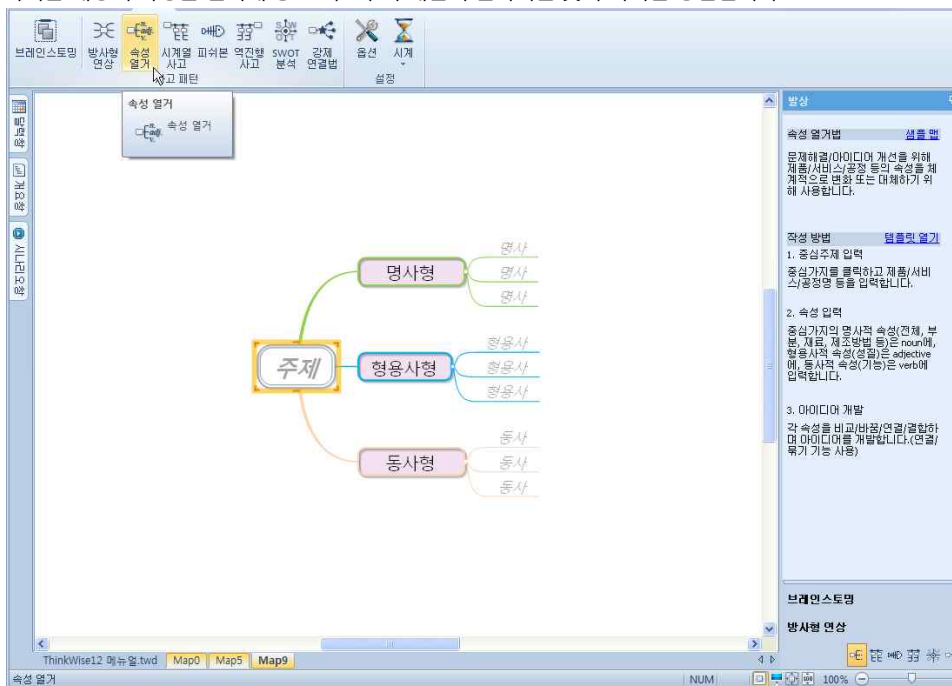 브레인스토밍 방사형 연상 속성 열거 시계열 사고 피쉬본 역진행 사고 SWOT 분석 강제 연결법 옵션 시계
사고 패턴 설정
속성 열거
속성 열거
맵력창
개요창
시나리오창
주제
명사형
명사
명사
명사
형용사형
형용사
형용사
형용사
동사형
동사
동사
동사
발상
속성 열거법 샘플 맵
문제해결/아이디어 개선을 위해
제품/서비스/공정 등의 속성을 체
계적으로 변화 또는 대체하기 위
해 사용합니다.
작성 방법 템플릿 열기
1. 중심주제 입력
중심가지를 클릭하고 제품/서비
스/공정명 등을 입력합니다.
2. 속성 입력
중심가지의 명사적 속성(전체, 부
분, 재료, 제조방법 등)은 noun에,
형용사적 속성(성질)은 adjective
에, 동사적 속성(기능)은 verb에
입력합니다.
3. 아이디어 개발
각 속성을 비교/바꿈/연결/결합하
며 아이디어를 개발합니다.(연결/
묶기 기능 사용)
브레인스토밍
방사형 연상
ThinkWise12 메뉴얼.twd Map0 Map5 Map9
속성 열거 NUM 100%